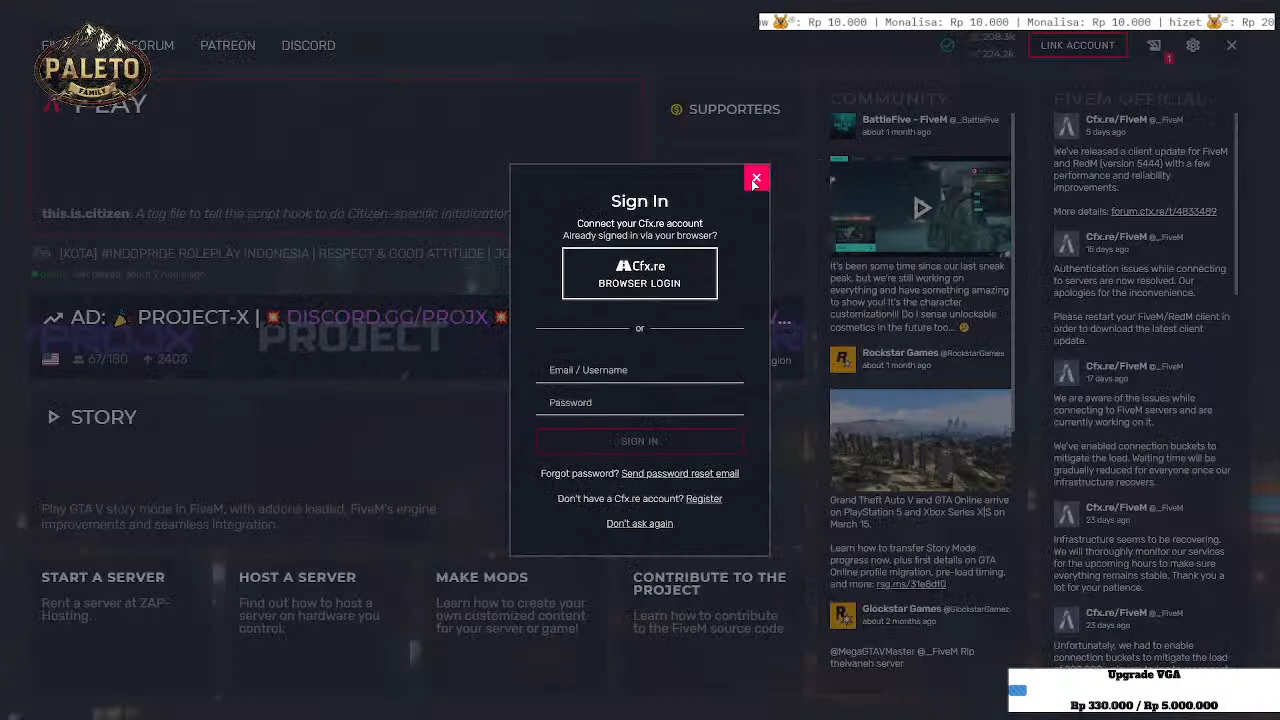 : Rp 10.000 | Monalisa: Rp 10.000 | Monalisa: Rp 10.000 | hizet : Rp 20
PATREON
DISCORD
208.3k
224.2k
LINK ACCOUNT
1
PALETO
FAMILY
PLAY
SUPPORTERS
this.is.citizen: A tag file to tell the script hook to do Citizen-specific initialization
[KOTA] #INDOPRIDE ROLEPLAY INDONESIA | RESPECT
last played: about 2 hours ago
AD: PROJECT-X | DISCORD.GG/PROJX
PROJECT
67/180
2403
STORY
Play GTA V story mode in FiveM, with addons loaded, FiveM's engine
improvements and seamless integration.
START A SERVER
Rent a server at ZAP-
Hosting.
HOST A SERVER
Find out how to host a
server on hardware you
control.
MAKE MODS
Learn how to create your
own customized content
for your server or game!
CONTRIBUTE TO THE
PROJECT
Learn how to contribute
to the FiveM source code
Sign In
Connect your Cfx.re account
Already signed in via your browser?
Cfx.re
BROWSER LOGIN
or
Email / Username
Password
SIGN IN
Forgot password? Send password reset email
Don't have a Cfx.re account? Register
Don't ask again
COMMUNITY
BattleFive - FiveM @_BattleFive
about 1 month ago
It's been some time since our last sneak
peak, but we have been working on
everything and have something amazing
to show you! It's the character
customization!! Do I sense unlockable
cosmetics in the future too...
Rockstar Games @RockstarGames
about 1 month ago
Grand Theft Auto V and GTA Online arrive
on PlayStation 5 and Xbox Series X|S on
March 15.
Learn how to transfer Story Mode
progress now, plus first details on GTA
Online profile migration, pre-load timing,
and more: rsg.ms/31e8df0
Glockstar Games @GlockstarGamez
about 2 months ago
@MegaGTAVMaster @_FiveM Rip
theivaneh server
FIVEM OFFICIAL
Cfx.re/FiveM @_FiveM
5 days ago
We've released a client update for FiveM
and RedM (version 5444) with a few
performance and reliability
improvements.
More details: forum.cfx.re/t/4833489
Cfx.re/FiveM @_FiveM
15 days ago
Authentication issues while connecting
to servers are now resolved. Our
apologies for the inconvenience.
Please restart your FiveM/RedM client in
order to download the latest client
update.
Cfx.re/FiveM @_FiveM
17 days ago
We are aware of the issues while
connecting to FiveM servers and are
currently working on it.
We've enabled connection buckets to
mitigate the load. Waiting time will be
gradually reduced for everyone once our
infrastructure recovers.
Cfx.re/FiveM @_FiveM
23 days ago
Infrastructure seems to be recovering.
We will thoroughly monitor our services
for the upcoming hours to make sure
everything remains stable. Thank you a
lot for your patience.
Cfx.re/FiveM @_FiveM
23 days ago
Unfortunately, we had to enable
connection buckets to mitigate the load
Upgrade VGA
Rp 330.000 / Rp 5.000.000